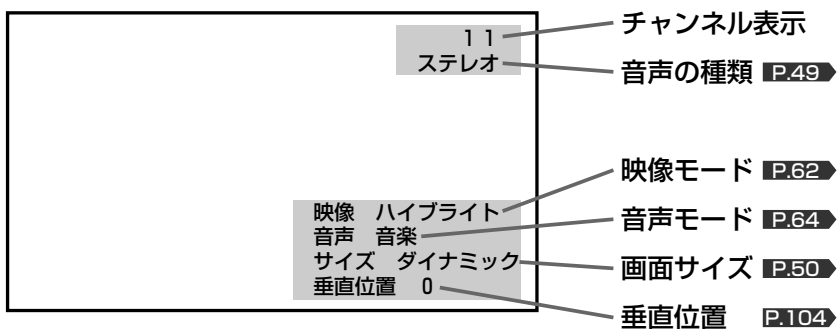 １１
ステレオ
チャンネル表示
音声の種類 P.49
映像 ハイブライト
音声 音楽
サイズ ダイナミック
垂直位置 0
映像モード P.62
音声モード P.64
画面サイズ P.50
垂直位置 P.104